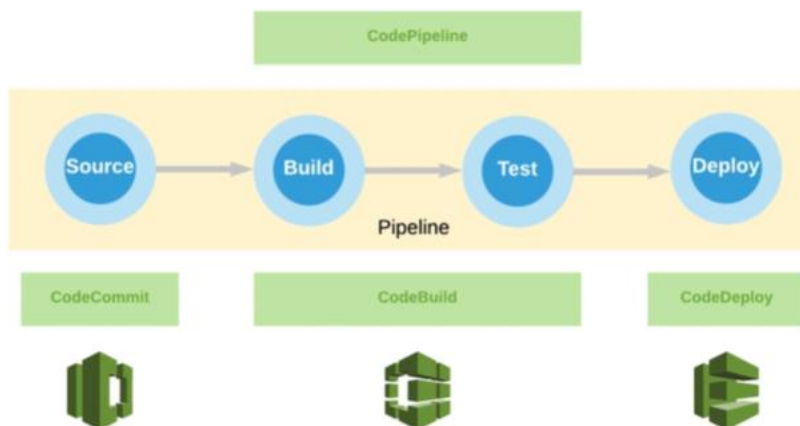 CodePipeline
Source
Build
Test
Deploy
Pipeline
CodeCommit
CodeBuild
CodeDeploy